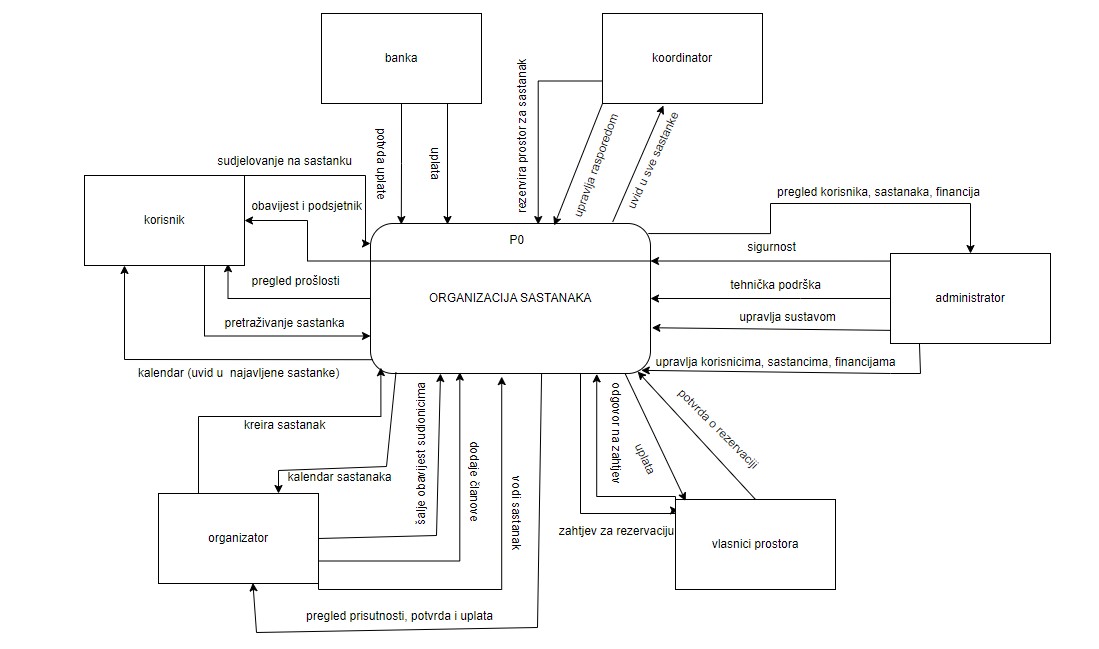 banka
koordinator
potvrda uplate
uplata
rezervira prostor za sastanak
upravlja rasporedom
uvid u sve sastanke
sudjelovanje na sastanku
korisnik
obavijest i podsjetnik
pregled prošlosti
pretraživanje sastanka
kalendar (uvid u najavljene sastanke)
P0
ORGANIZACIJA SASTANAKA
pregled korisnika, sastanaka, financija
sigurnost
tehnička podrška
administrator
upravlja sustavom
upravlja korisnicima, sastancima, financijama
kreira sastanak
kalendar sastanaka
organizator
šalje obavijest sudionicima
dodaje članove
vodi sastanak
pregled prisutnosti, potvrda i uplata
odgovor na zahtjev
uplata
potvrda o rezervaciji
zahtjev za rezervaciju
vlasnici prostora